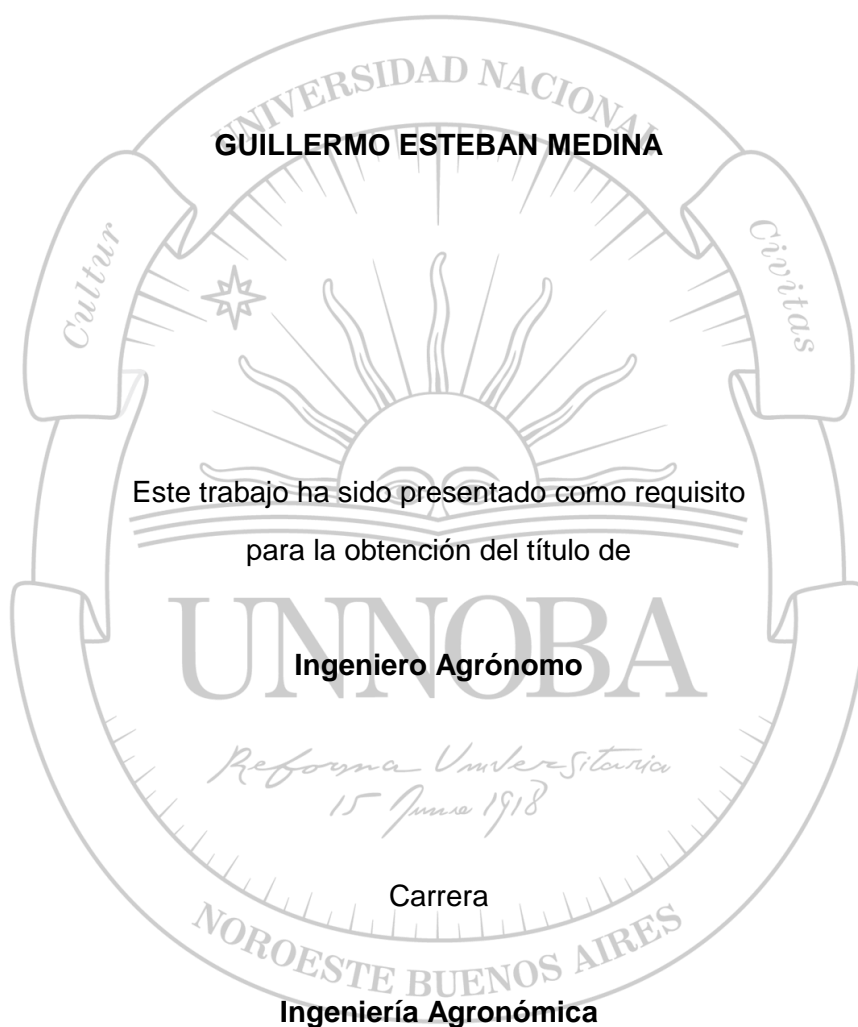 UNIVERSIDAD NACIONAL
GUILLERMO ESTEBAN MEDINA
Cultur
Civitas
Este trabajo ha sido presentado como requisito
para la obtención del título de
UNNOBA
Ingeniero Agrónomo
Reforma Universitaria
15 Junio 1918
Carrera
NOROESTE BUENOS AIRES
Ingeniería Agronómica